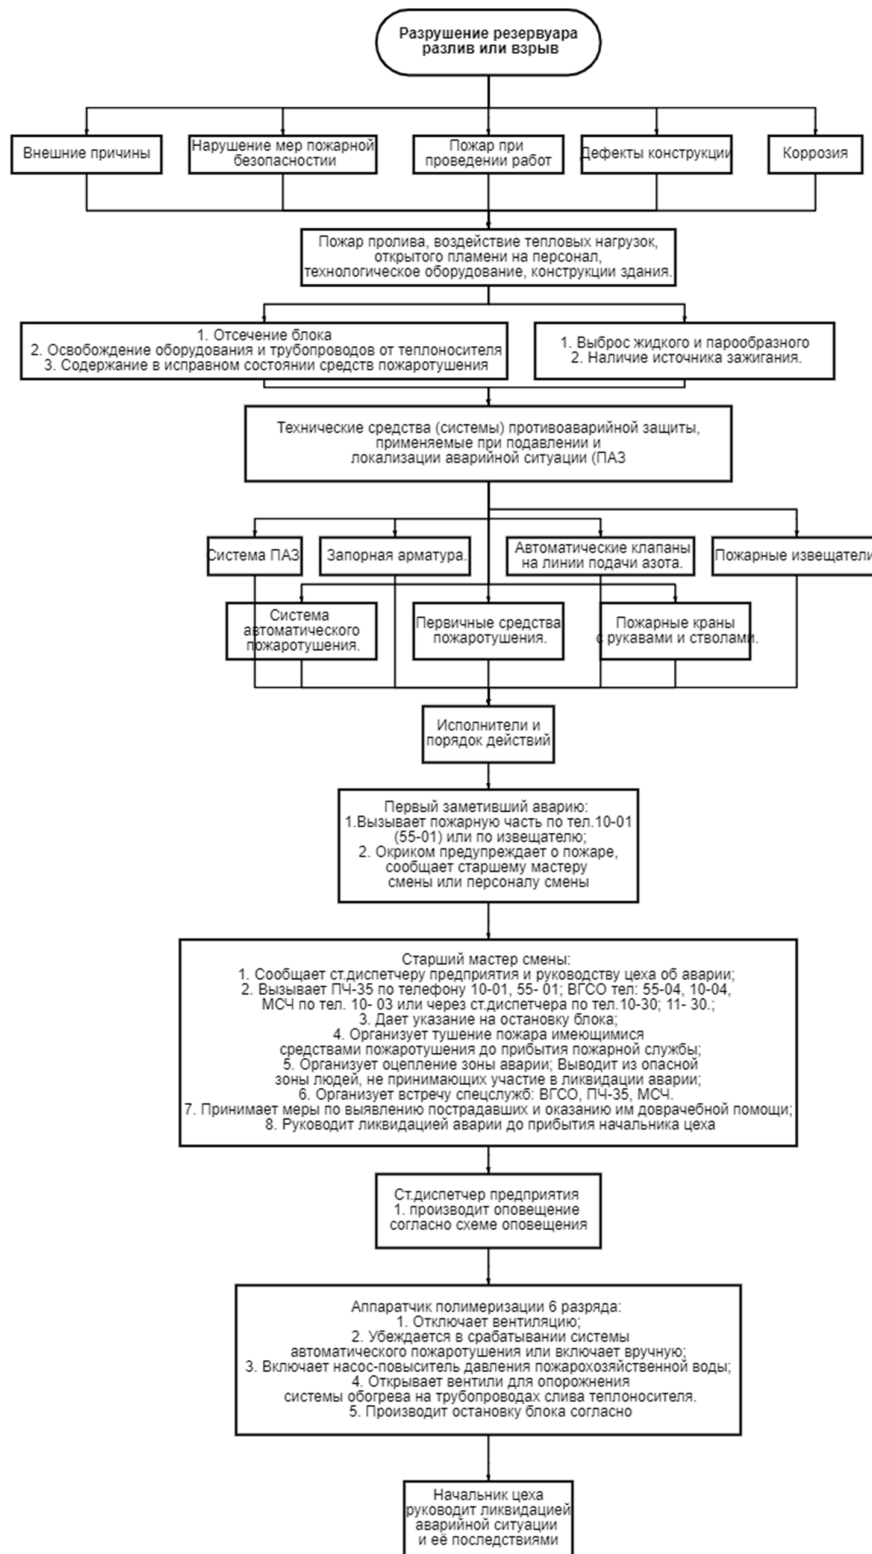 Разрушение резервуара
разлив или взрыв
Внешние причины
Нарушение мер пожарной
безопасностии
Пожар при
проведении работ
Дефекты конструкции
Коррозия
Пожар пролива, воздействие тепловых нагрузок,
открытого пламени на персонал,
технологическое оборудование, конструкции здания.
1. Отсечение блока
2. Освобождение оборудования и трубопроводов от теплоносителя
3. Содержание в исправном состоянии средств пожаротушения
1. Выброс жидкого и парообразного
2. Наличие источника зажигания.
Технические средства (системы) противоаварийной защиты,
применяемые при подавлении и
локализации аварийной ситуации (ПАЗ
Система ПАЗ
Запорная арматура.
Автоматические клапаны
на линии подачи азота.
Пожарные извещатели
Система
автоматического
пожаротушения.
Первичные средства
пожаротушения.
Пожарные краны
с рукавами и стволами.
Исполнители и
порядок действий
Первый заметивший аварию:
1.Вызывает пожарную часть по тел.10-01
(55-01) или по извещателю;
2. Окриком предупреждает о пожаре,
сообщает старшему мастеру
смены или персоналу смены
Старший мастер смены:
1. Сообщает ст.диспетчеру предприятия и руководству цеха об аварии;
2. Вызывает ПЧ-35 по телефону 10-01, 55- 01; ВГСО тел: 55-04, 10-04,
МСЧ по тел. 10- 03 или через ст.диспетчера по тел.10-30; 11- 30.;
3. Дает указание на остановку блока;
4. Организует тушение пожара имеющимися
средствами пожаротушения до прибытия пожарной службы;
5. Организует оцепление зоны аварии; Выводит из опасной
зоны людей, не принимающих участие в ликвидации аварии;
6. Организует встречу спецслужб: ВГСО, ПЧ-35, МСЧ.
7. Принимает меры по выявлению пострадавших и оказанию им доврачебной помощи;
8. Руководит ликвидацией аварии до прибытия начальника цеха
Ст.диспетчер предприятия
1. производит оповещение
согласно схеме оповещения
Аппаратчик полимеризации 6 разряда:
1. Отключает вентиляцию;
2. Убеждается в срабатывании системы
автоматического пожаротушения или включает вручную;
3. Включает насос-повыситель давления пожарохозяйственной воды;
4. Открывает вентили для опорожнения
системы обогрева на трубопроводах слива теплоносителя.
5. Производит остановку блока согласно
Начальник цеха
руководит ликвидацией
аварийной ситуации
и её последствиями